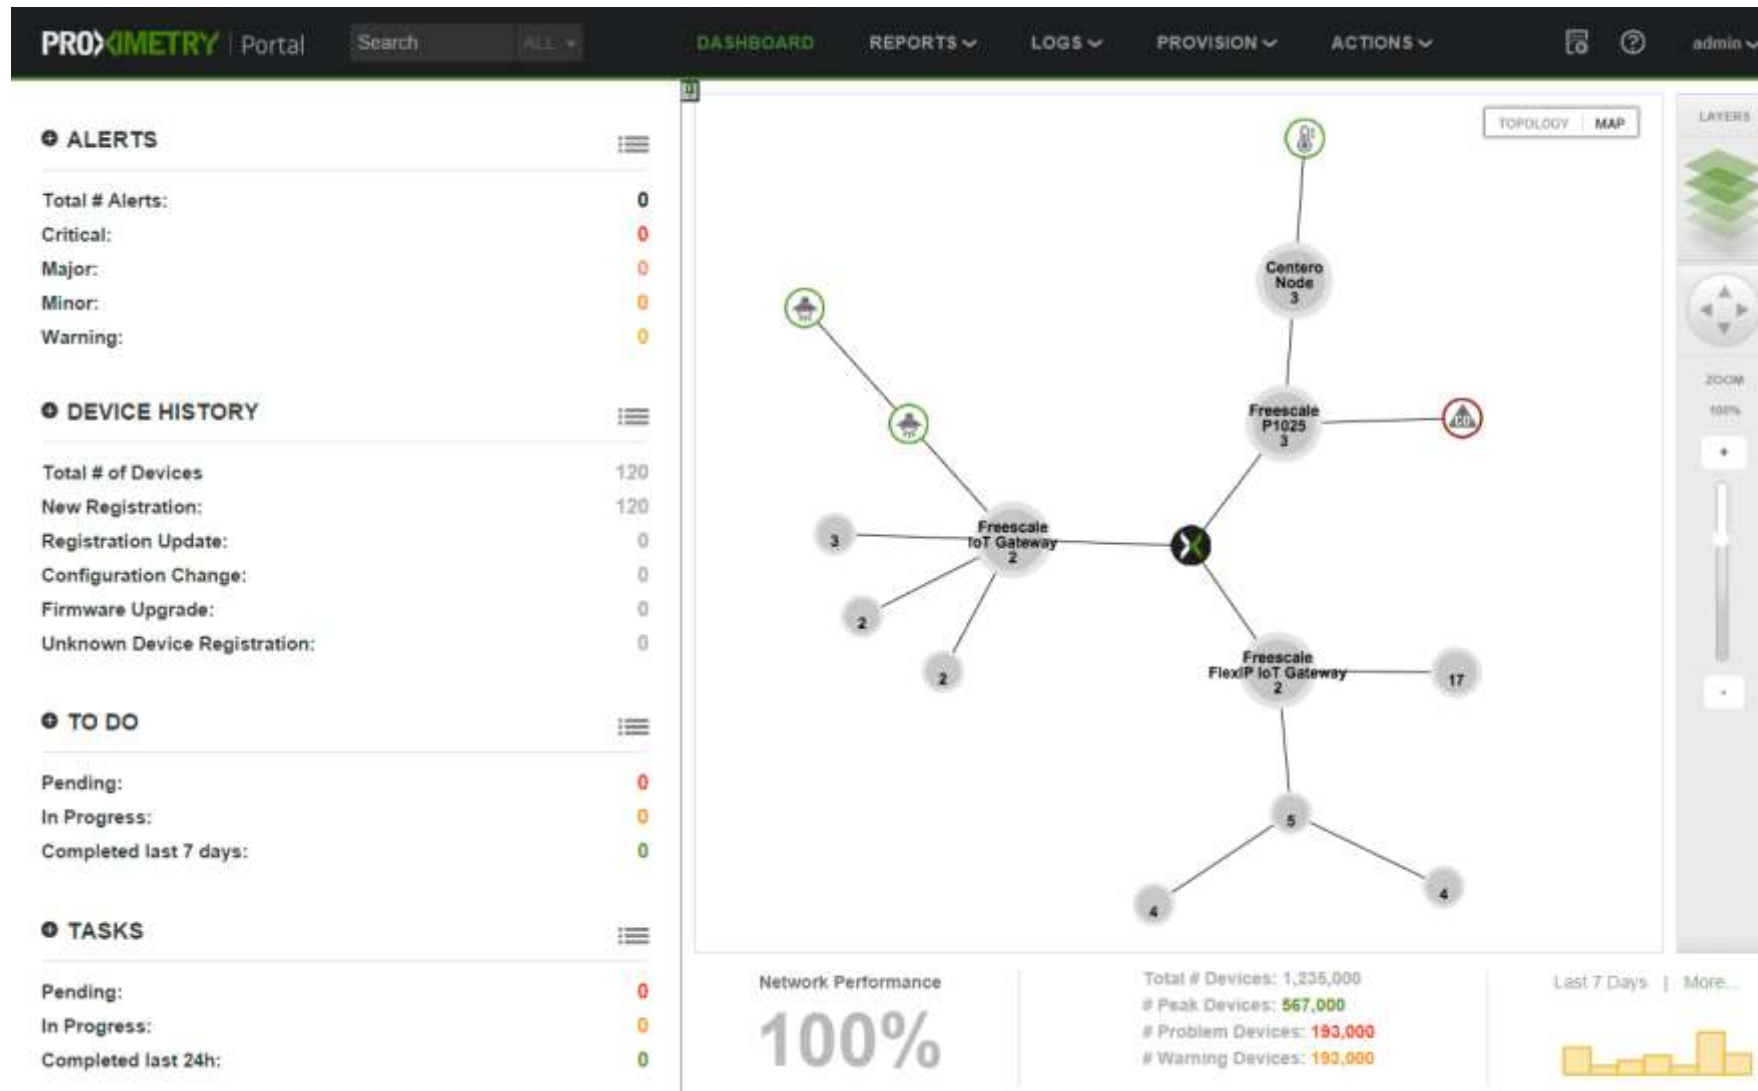 PROXIMETRY | Portal
Search
ALL
DASHBOARD
REPORTS
LOGS
PROVISION
ACTIONS
admin
ALERTS
Total # Alerts: 0
Critical: 0
Major: 0
Minor: 0
Warning: 0
DEVICE HISTORY
Total # of Devices 120
New Registration: 120
Registration Update: 0
Configuration Change: 0
Firmware Upgrade: 0
Unknown Device Registration: 0
TO DO
Pending: 0
In Progress: 0
Completed last 7 days: 0
TASKS
Pending: 0
In Progress: 0
Completed last 24h: 0
TOPOLOGY | MAP
Centero
Node
3
Freescale
P1025
3
CO
Freescale
IoT Gateway
2
3
2
2
Freescale
FlexIP IoT Gateway
2
17
5
4
4
LAYERS
ZOOM
100%
+
-
Network Performance
100%
Total # Devices: 1,235,000
# Peak Devices: 567,000
# Problem Devices: 193,000
# Warning Devices: 193,000
Last 7 Days | More...